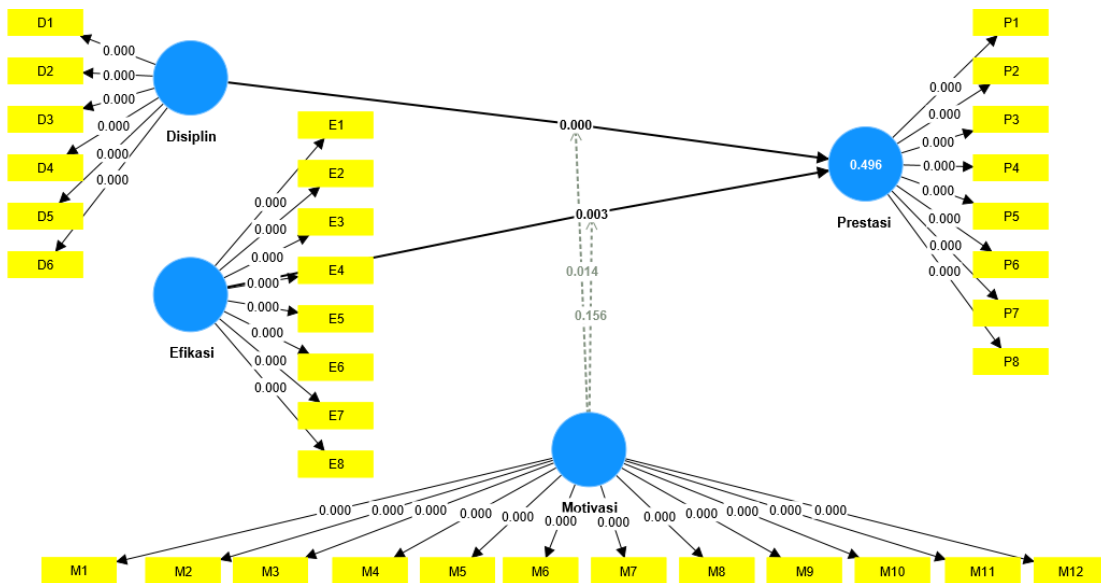 D1
D2
D3
D4
D5
D6
0.000
0.000
0.000
0.000
0.000
0.000
Disiplin
E1
E2
E3
E4
E5
E6
E7
E8
0.000
0.000
0.000
0.000
0.000
0.000
0.000
0.000
Efikasi
0.000
0.003
0.014
0.156
P1
P2
P3
P4
P5
P6
P7
P8
0.000
0.000
0.000
0.000
0.000
0.000
0.000
0.000
0.496
Prestasi
Motivasi
0.000
0.000
0.000
0.000
0.000
0.000
0.000
0.000
0.000
0.000
0.000
0.000
M1
M2
M3
M4
M5
M6
M7
M8
M9
M10
M11
M12